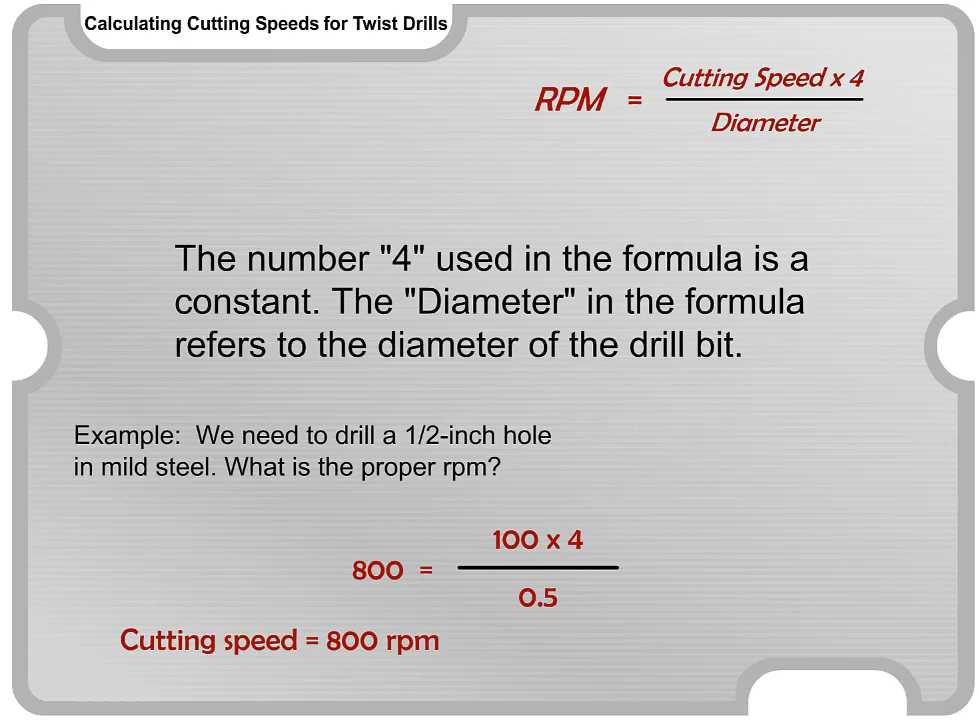 Calculating Cutting Speeds for Twist Drills
RPM = Cutting Speed x 4
Diameter
The number "4" used in the formula is a
constant. The "Diameter" in the formula
refers to the diameter of the drill bit.
Example: We need to drill a 1/2-inch hole
in mild steel. What is the proper rpm?
800 = 100 x 4
0.5
Cutting speed = 800 rpm